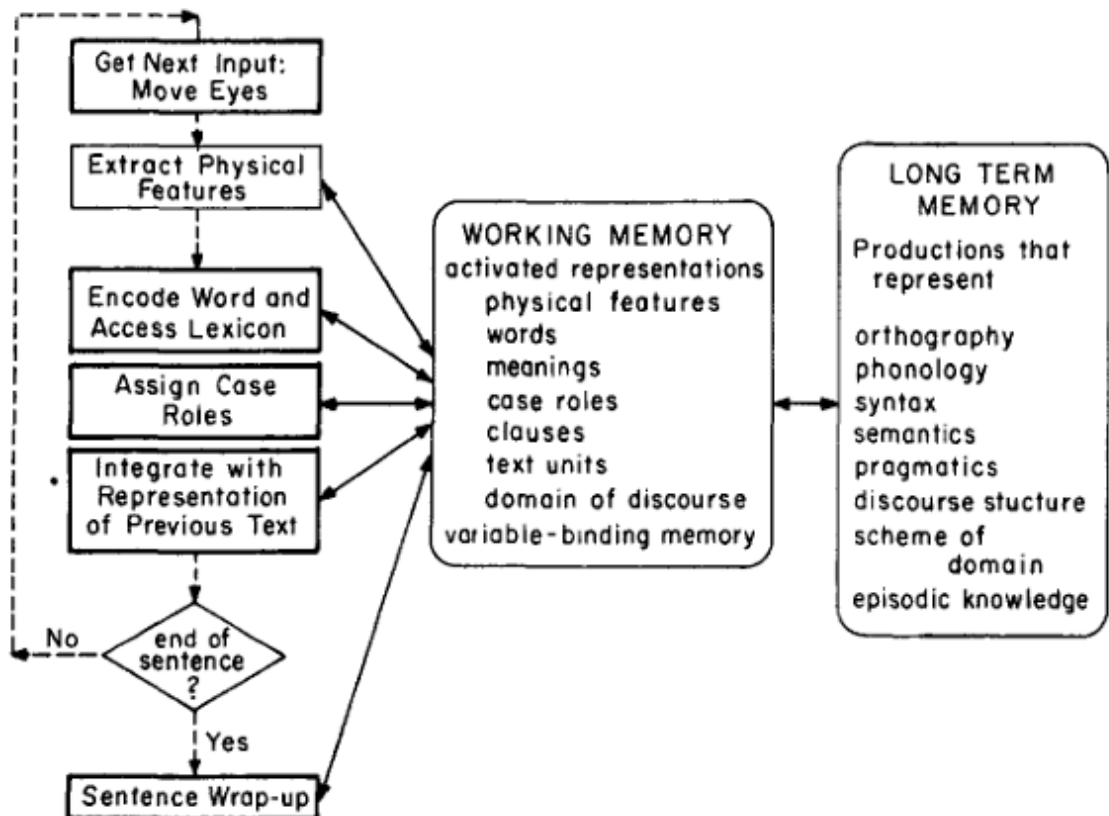 Get Next Input:
Move Eyes
Extract Physical
Features
Encode Word and
Access Lexicon
Assign Case
Roles
Integrate with
Representation
of Previous Text
No
end of
sentence
?
Yes
Sentence Wrap-up
WORKING MEMORY
activated representations
physical features
words
meanings
case roles
clauses
text units
domain of discourse
variable-binding memory
LONG TERM
MEMORY
Productions that
represent
orthography
phonology
syntax
semantics
pragmatics
discourse stucture
scheme of
domain
episodic knowledge